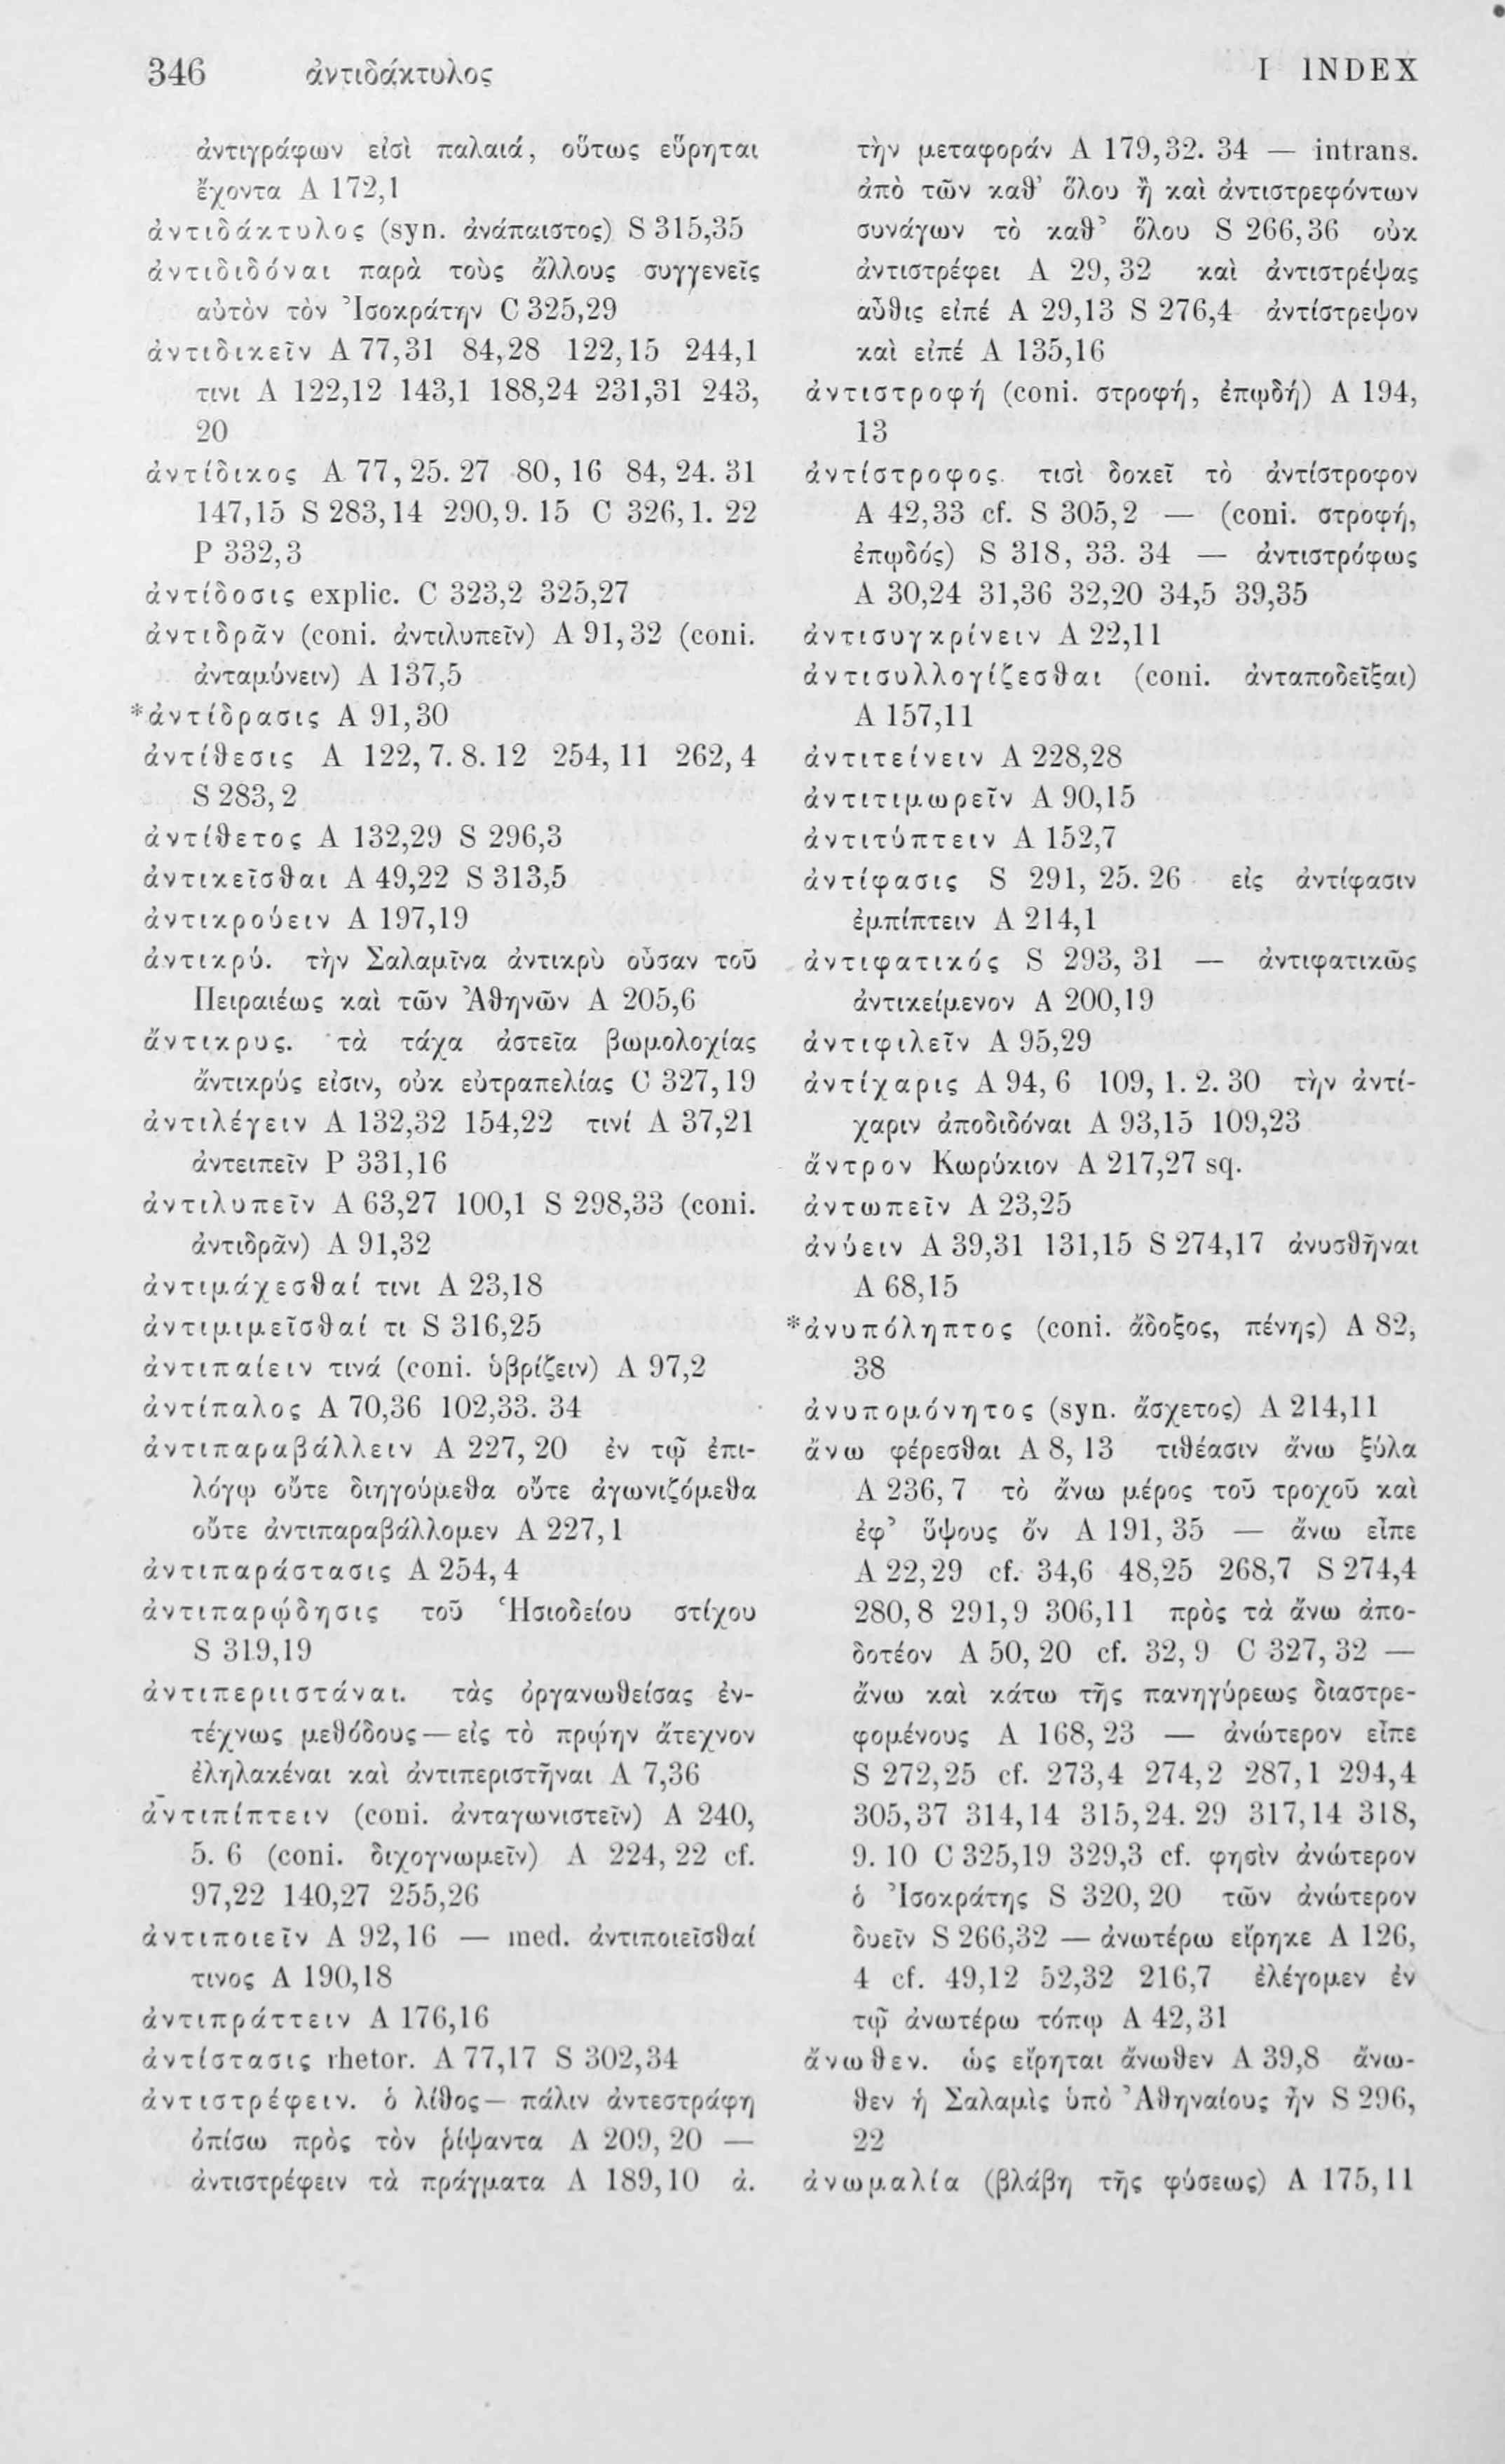 346 ἀντιδάκτυλος I INDEX
ἀντιγράφων εἰσὶ παλαιά, οὕτως εὕρηται
ἔχοντα A 172,1
ἀντιδάκτυλος (syn. ἀνάπαιστος) S 315,35
ἀντιδιδόναι παρὰ τοὺς ἄλλους συγγενεῖς
αὐτὸν τὸν Ἰσοκράτην C 325,29
ἀντιδικεῖν A 77,31 84,28 122,15 244,1
τινι A 122,12 143,1 188,24 231,31 243,
20
ἀντίδικος A 77,25. 27 80,16 84,24. 31
147,15 S 283,14 290,9. 15 C 326,1. 22
P 332,3
ἀντίδοσις explic. C 323,2 325,27
ἀντιδρᾶν (coni. ἀντιλυπεῖν) A 91,32 (coni.
ἀνταμύνειν) A 137,5
*ἀντίδρασις A 91,30
ἀντίθεσις A 122,7. 8. 12 254,11 262,4
S 283,2
ἀντίθετος A 132,29 S 296,3
ἀντικεῖσθαι A 49,22 S 313,5
ἀντικρούειν A 197,19
ἀντικρύ. τὴν Σαλαμῖνα ἀντικρὺ οὖσαν τοῦ
Πειραιέως καὶ τῶν Ἀθηνῶν A 205,6
ἄντικρυς. τὰ τάχα ἀστεῖα βωμολοχίας
ἄντικρύς εἰσιν, οὐκ εὐτραπελίας C 327,19
ἀντιλέγειν A 132,32 154,22 τινί A 37,21
ἀντειπεῖν P 331,16
ἀντιλυπεῖν A 63,27 100,1 S 298,33 (coni.
ἀντιδρᾶν) A 91,32
ἀντιμάχεσθαί τινι A 23,18
ἀντιμιμεῖσθαί τι S 316,25
ἀντιπαίειν τινά (coni. ὑβρίζειν) A 97,2
ἀντίπαλος A 70,36 102,33. 34
ἀντιπαραβάλλειν A 227,20 ἐν τῷ ἐπι-
λόγῳ οὔτε διηγούμεθα οὔτε ἀγωνιζόμεθα
οὔτε ἀντιπαραβάλλομεν A 227,1
ἀντιπαράστασις A 254,4
ἀντιπαρῴδησις τοῦ Ἡσιοδείου στίχου
S 319,19
ἀντιπεριιστάναι. τὰς ὀργανωθείσας ἐν-
τέχνως μεθόδους — εἰς τὸ πρῴην ἄτεχνον
ἐληλακέναι καὶ ἀντιπεριστῆναι A 7,36
ἀντιπίπτειν (coni. ἀνταγωνιστεῖν) A 240,
5. 6 (coni. διχογνωμεῖν) A 224,22 cf.
97,22 140,27 255,26
ἀντιποιεῖν A 92,16 — med. ἀντιποιεῖσθαί
τινος A 190,18
ἀντιπράττειν A 176,16
ἀντίστασις rhetor. A 77,17 S 302,34
ἀντιστρέφειν. ὁ λίθος — πάλιν ἀντεστράφη
ὀπίσω πρὸς τὸν ῥίψαντα A 209,20 —
ἀντιστρέφειν τὰ πράγματα A 189,10 ἀ.
τὴν μεταφοράν A 179,32. 34 — intrans.
ἀπὸ τῶν καθ' ὅλου ἢ καὶ ἀντιστρεφόντων
συνάγων τὸ καθ' ὅλου S 266,36 οὐκ
ἀντιστρέφει A 29,32 καὶ ἀντιστρέψας
αὖθις εἰπέ A 29,13 S 276,4 ἀντίστρεψον
καὶ εἰπέ A 135,16
ἀντιστροφή (coni. στροφή, ἐπῳδή) A 194,
13
ἀντίστροφος. τισὶ δοκεῖ τὸ ἀντίστροφον
A 42,33 cf. S 305,2 — (coni. στροφή,
ἐπῳδός) S 318,33. 34 — ἀντιστρόφως
A 30,24 31,36 32,20 34,5 39,35
ἀντισυγκρίνειν A 22,11
ἀντισυλλογίζεσθαι (coni. ἀνταποδεῖξαι)
A 157,11
ἀντιτείνειν A 228,28
ἀντιτιμωρεῖν A 90,15
ἀντιτύπτειν A 152,7
ἀντίφασις S 291,25. 26 εἰς ἀντίφασιν
ἐμπίπτειν A 214,1
ἀντιφατικός S 293,31 — ἀντιφατικῶς
ἀντικείμενον A 200,19
ἀντιφιλεῖν A 95,29
ἀντίχαρις A 94,6 109,1. 2. 30 τὴν ἀντί-
χαριν ἀποδιδόναι A 93,15 109,23
ἄντρον Κωρύκιον A 217,27 sq.
ἀντωπεῖν A 23,25
ἀνύειν A 39,31 131,15 S 274,17 ἀνυσθῆναι
A 68,15
*ἀνυπόληπτος (coni. ἄδοξος, πένης) A 82,
38
ἀνυπομόνητος (syn. ἄσχετος) A 214,11
ἄνω φέρεσθαι A 8,13 τιθέασιν ἄνω ξύλα
A 236,7 τὸ ἄνω μέρος τοῦ τροχοῦ καὶ
ἐφ' ὕψους ὄν A 191,35 — ἄνω εἶπε
A 22,29 cf. 34,6 48,25 268,7 S 274,4
280,8 291,9 306,11 πρὸς τὰ ἄνω ἀπο-
δοτέον A 50,20 cf. 32,9 C 327,32 —
ἄνω καὶ κάτω τῆς πανηγύρεως διαστρε-
φομένους A 168,23 — ἀνώτερον εἶπε
S 272,25 cf. 273,4 274,2 287,1 294,4
305,37 314,14 315,24. 29 317,14 318,
9. 10 C 325,19 329,3 cf. φησὶν ἀνώτερον
ὁ Ἰσοκράτης S 320,20 τῶν ἀνώτερον
δυεῖν S 266,32 — ἀνωτέρω εἴρηκε A 126,
4 cf. 49,12 52,32 216,7 ἐλέγομεν ἐν
τῷ ἀνωτέρω τόπῳ A 42,31
ἄνωθεν. ὡς εἴρηται ἄνωθεν A 39,8 ἄνω-
θεν ἡ Σαλαμὶς ὑπὸ Ἀθηναίους ἦν S 296,
22
ἀνωμαλία (βλάβη τῆς φύσεως) A 175,11